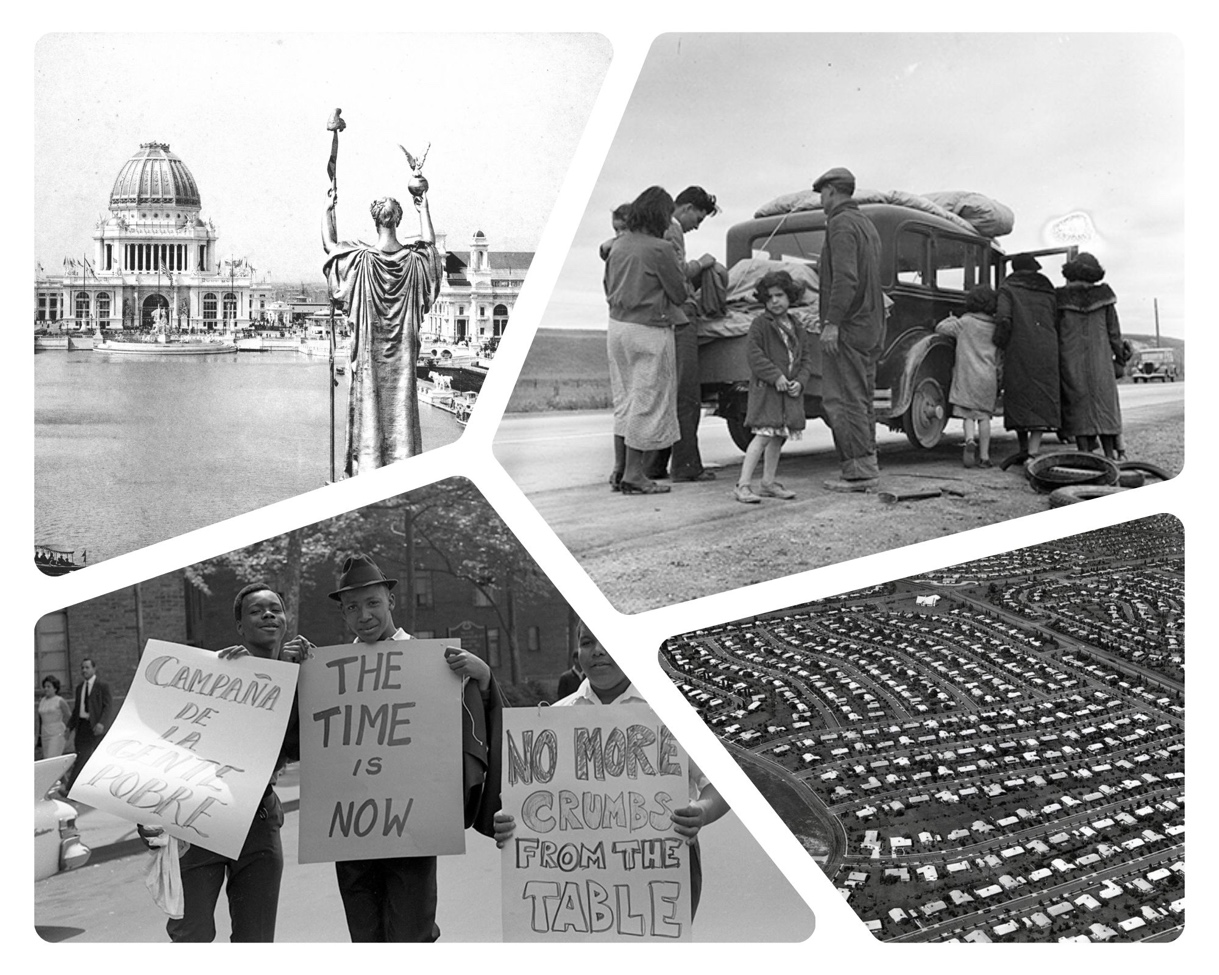 CAMPAÑA
DE
LA
GENTE
POBRE
THE
TIME
IS
NOW
NO MORE
CRUMBS
FROM THE
TABLE